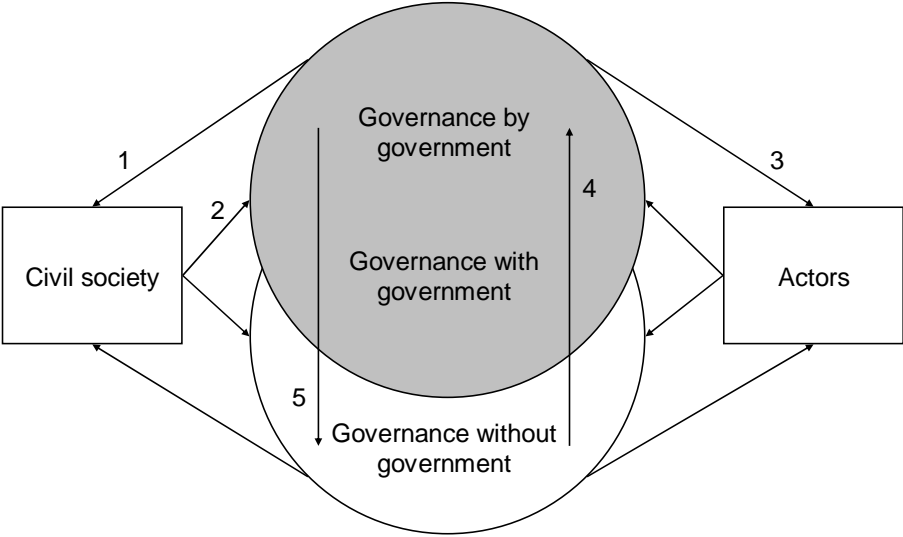 Governance by
government
1
3
2
4
Civil society
Governance with
government
Actors
5
Governance without
government